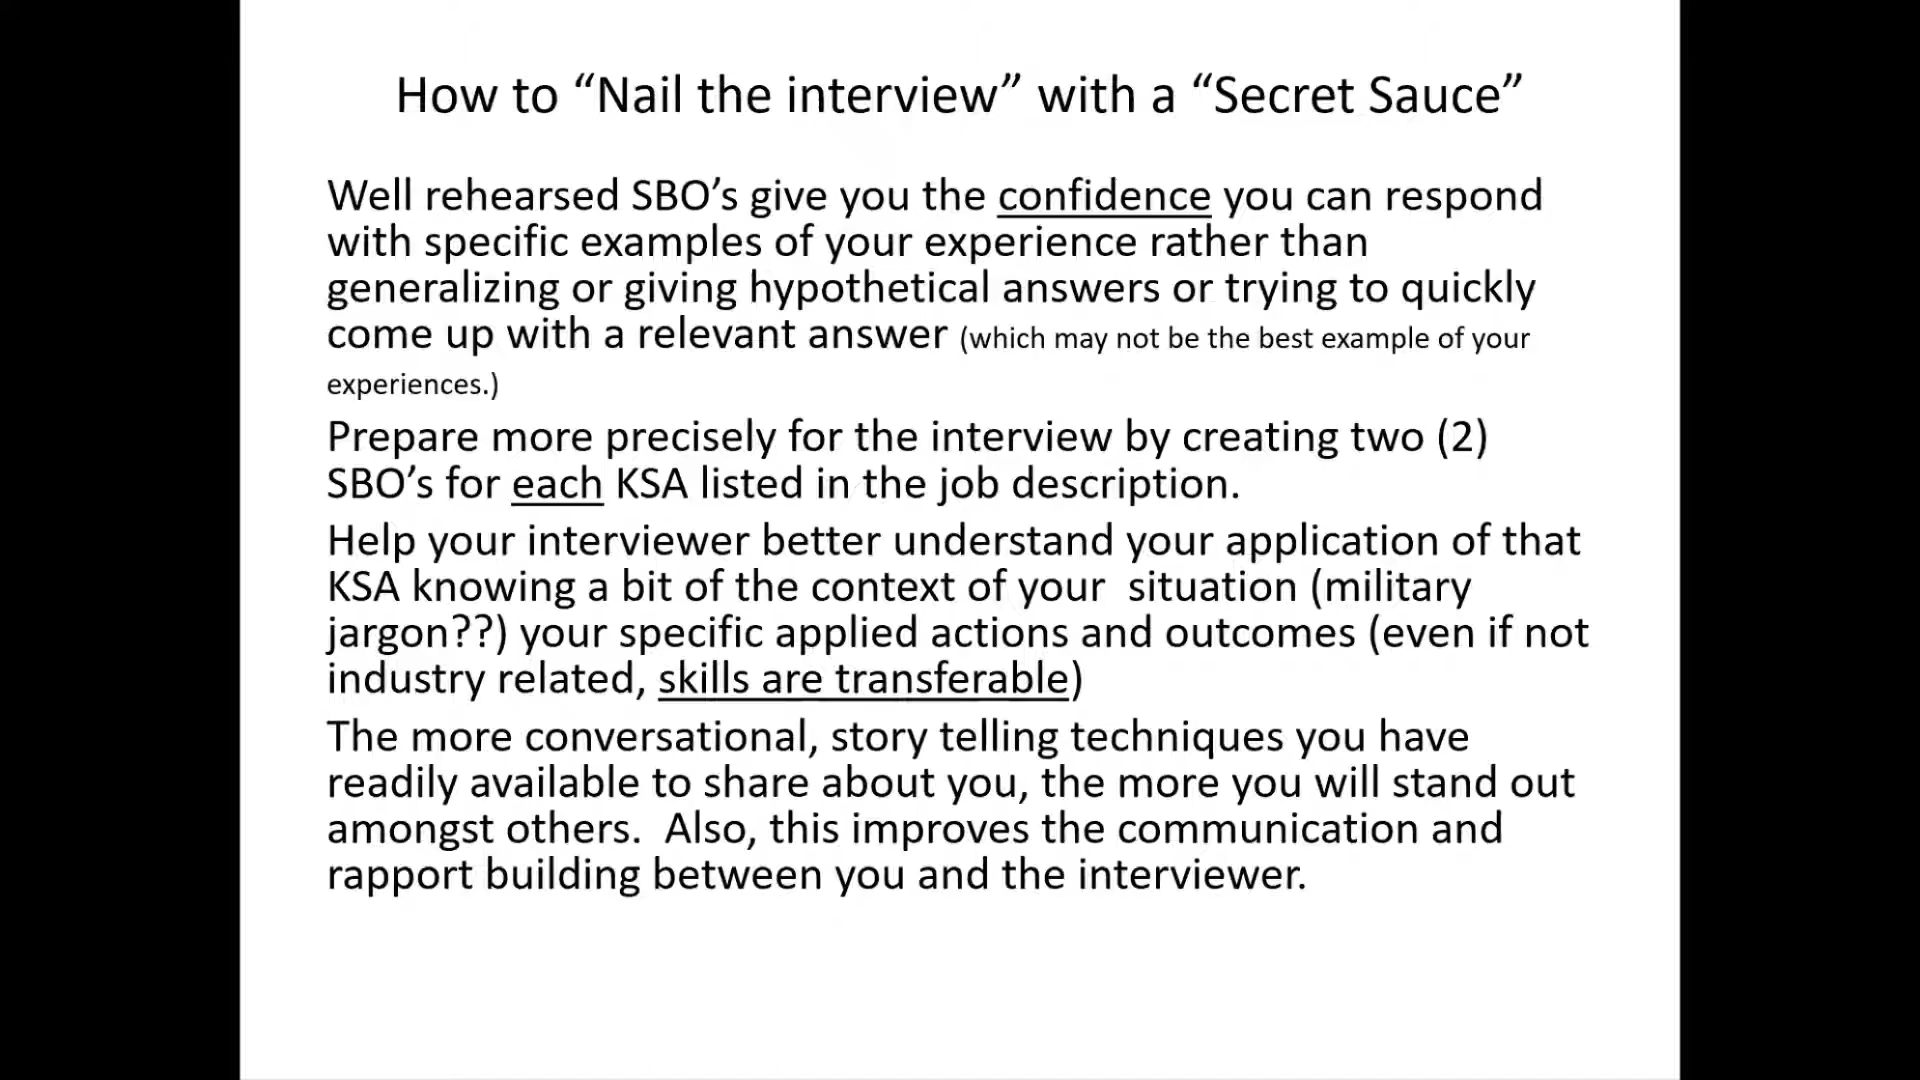 How to “Nail the interview” with a “Secret Sauce”
Well rehearsed SBO’s give you the confidence you can respond
with specific examples of your experience rather than
generalizing or giving hypothetical answers or trying to quickly
come up with a relevant answer (which may not be the best example of your
experiences.)
Prepare more precisely for the interview by creating two (2)
SBO’s for each KSA listed in the job description.
Help your interviewer better understand your application of that
KSA knowing a bit of the context of your  situation (military
jargon??) your specific applied actions and outcomes (even if not
industry related, skills are transferable)
The more conversational, story telling techniques you have
readily available to share about you, the more you will stand out
amongst others.  Also, this improves the communication and
rapport building between you and the interviewer.